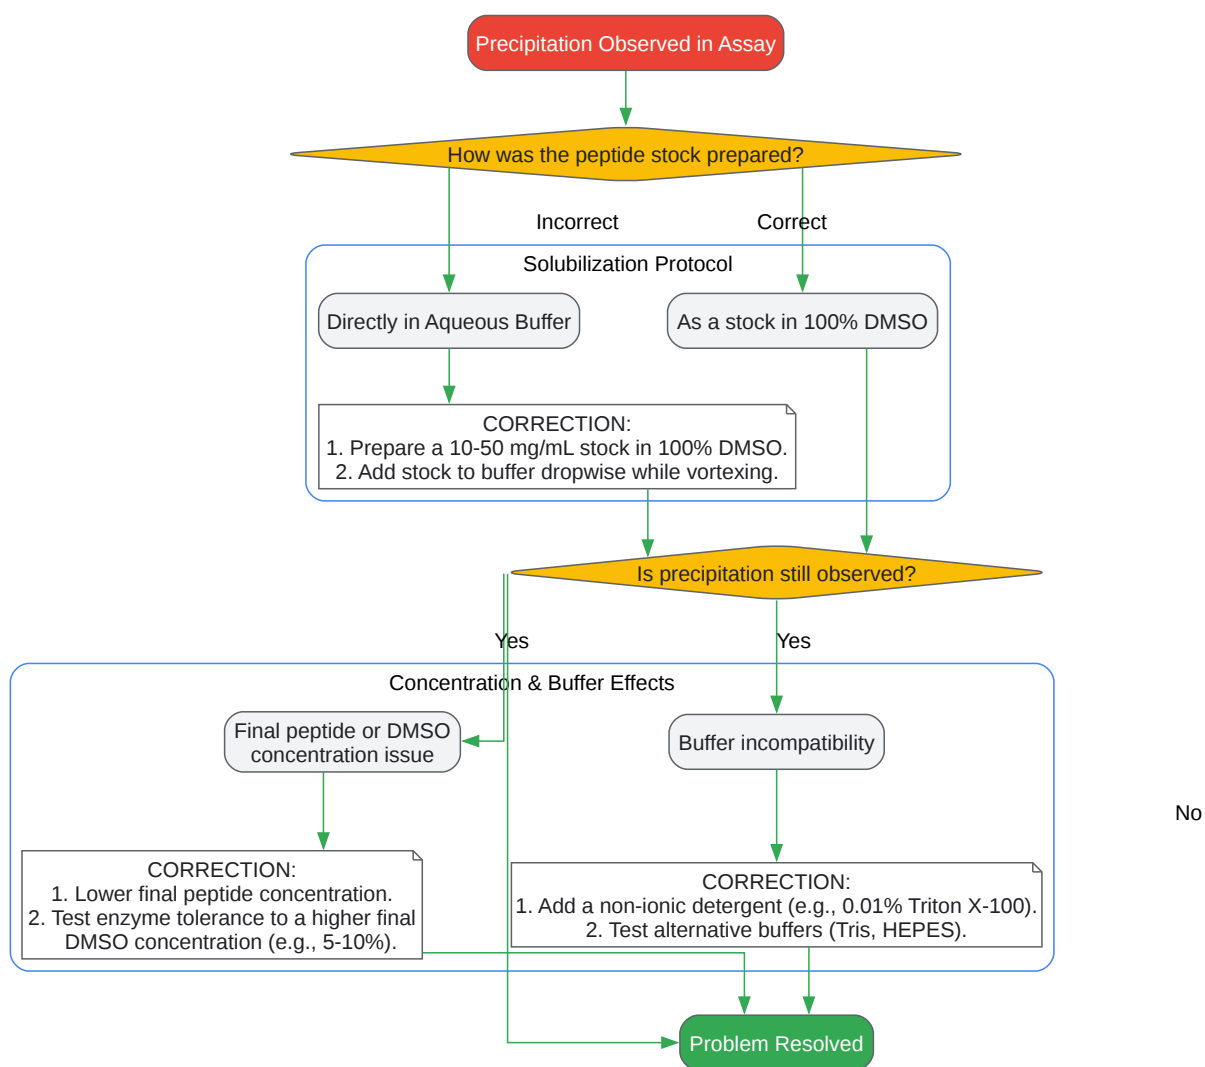 Precipitation Observed in Assay
How was the peptide stock prepared?
Incorrect
Correct
Solubilization Protocol
Directly in Aqueous Buffer
As a stock in 100% DMSO
CORRECTION:
1. Prepare a 10-50 mg/mL stock in 100% DMSO.
2. Add stock to buffer dropwise while vortexing.
Is precipitation still observed?
Yes
Yes
Concentration & Buffer Effects
Final peptide or DMSO
concentration issue
Buffer incompatibility
No
CORRECTION:
1. Lower final peptide concentration.
2. Test enzyme tolerance to a higher final
DMSO concentration (e.g., 5-10%).
CORRECTION:
1. Add a non-ionic detergent (e.g., 0.01% Triton X-100).
2. Test alternative buffers (Tris, HEPES).
Problem Resolved